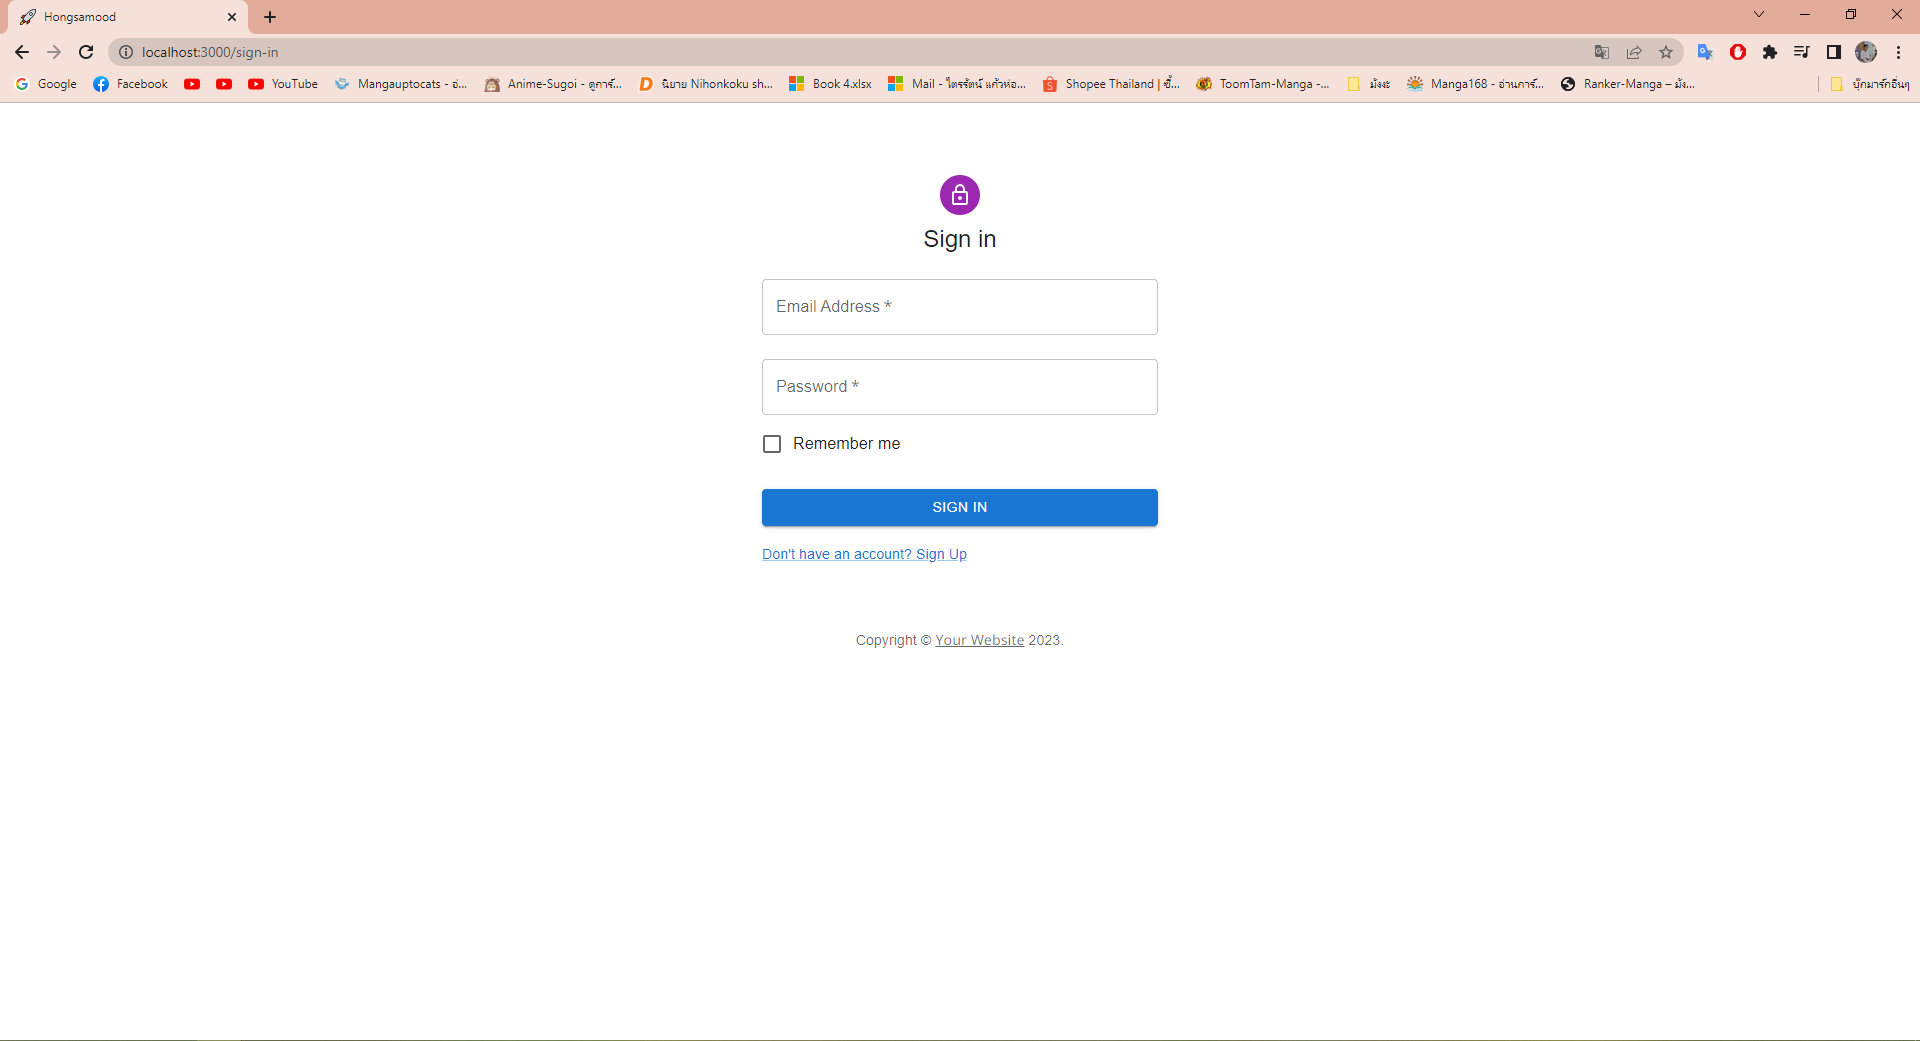 Hongsamood
localhost:3000/sign-in
Google Facebook YouTube Mangauptocats - อ่... Anime-Sugoi - ดูการ์... นิยาย Nihonkoku sh... Book 4.xlsx Mail - ไตรรัตน์ แก้วห่อ... Shopee Thailand | ซื้... ToomTam-Manga -... มังงะ Manga168 - อ่านการ์... Ranker-Manga – มัง... บุ๊กมาร์กอื่นๆ
Sign in
Email Address *
Password *
Remember me
SIGN IN
Don't have an account? Sign Up
Copyright © Your Website 2023.